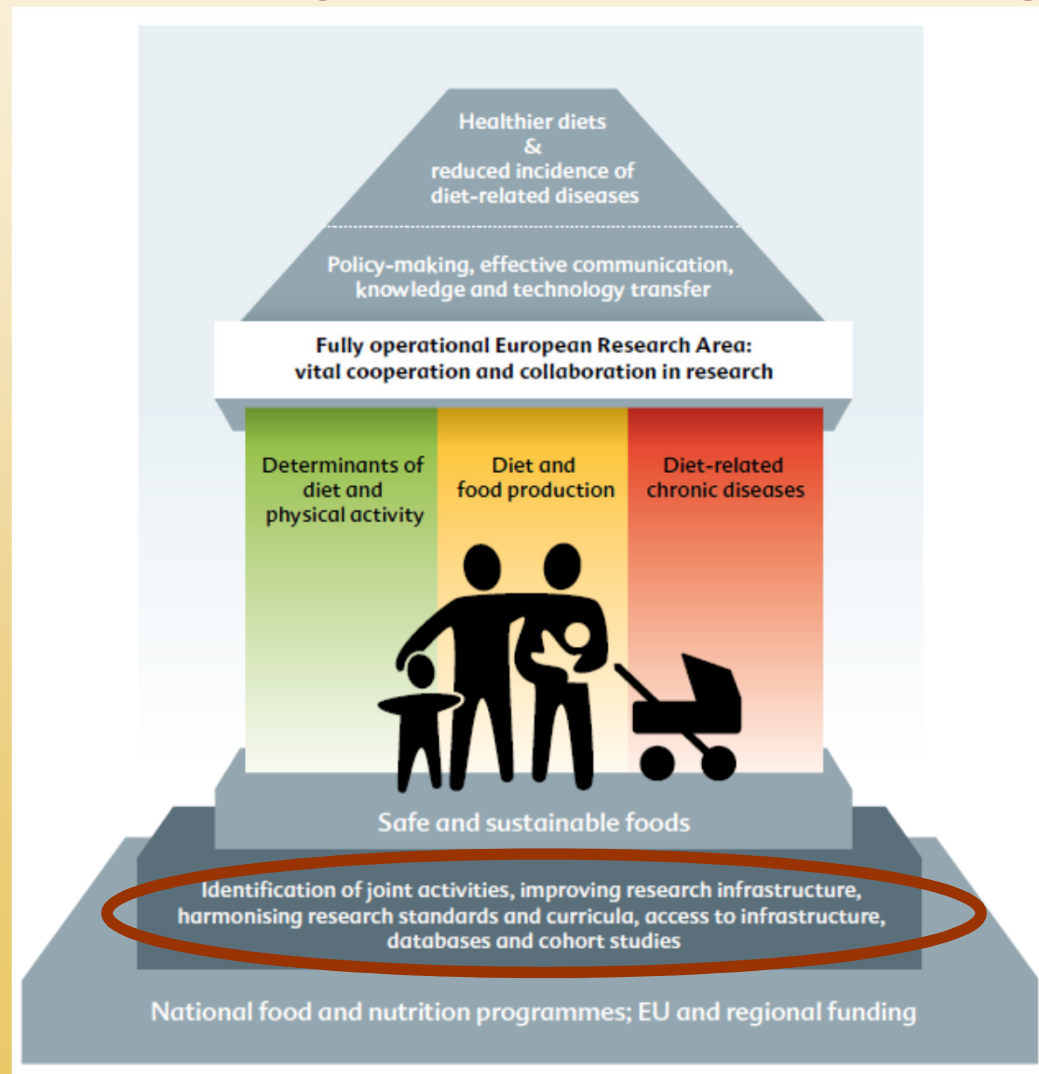 Healthier diets
&
reduced incidence of
diet-related diseases
Policy-making, effective communication,
knowledge and technology transfer
Fully operational European Research Area:
vital cooperation and collaboration in research
Determinants of
diet and
physical activity
Diet and
food production
Diet-related
chronic diseases
Safe and sustainable foods
Identification of joint activities, improving research infrastructure,
harmonising research standards and curricula, access to infrastructure,
databases and cohort studies
National food and nutrition programmes; EU and regional funding